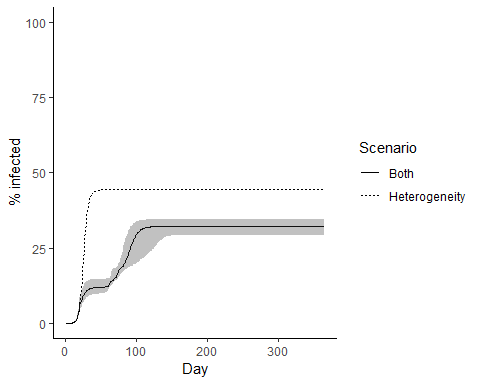 100
75
50
25
0
% infected
0
100
200
300
Day
Scenario
Both
Heterogeneity